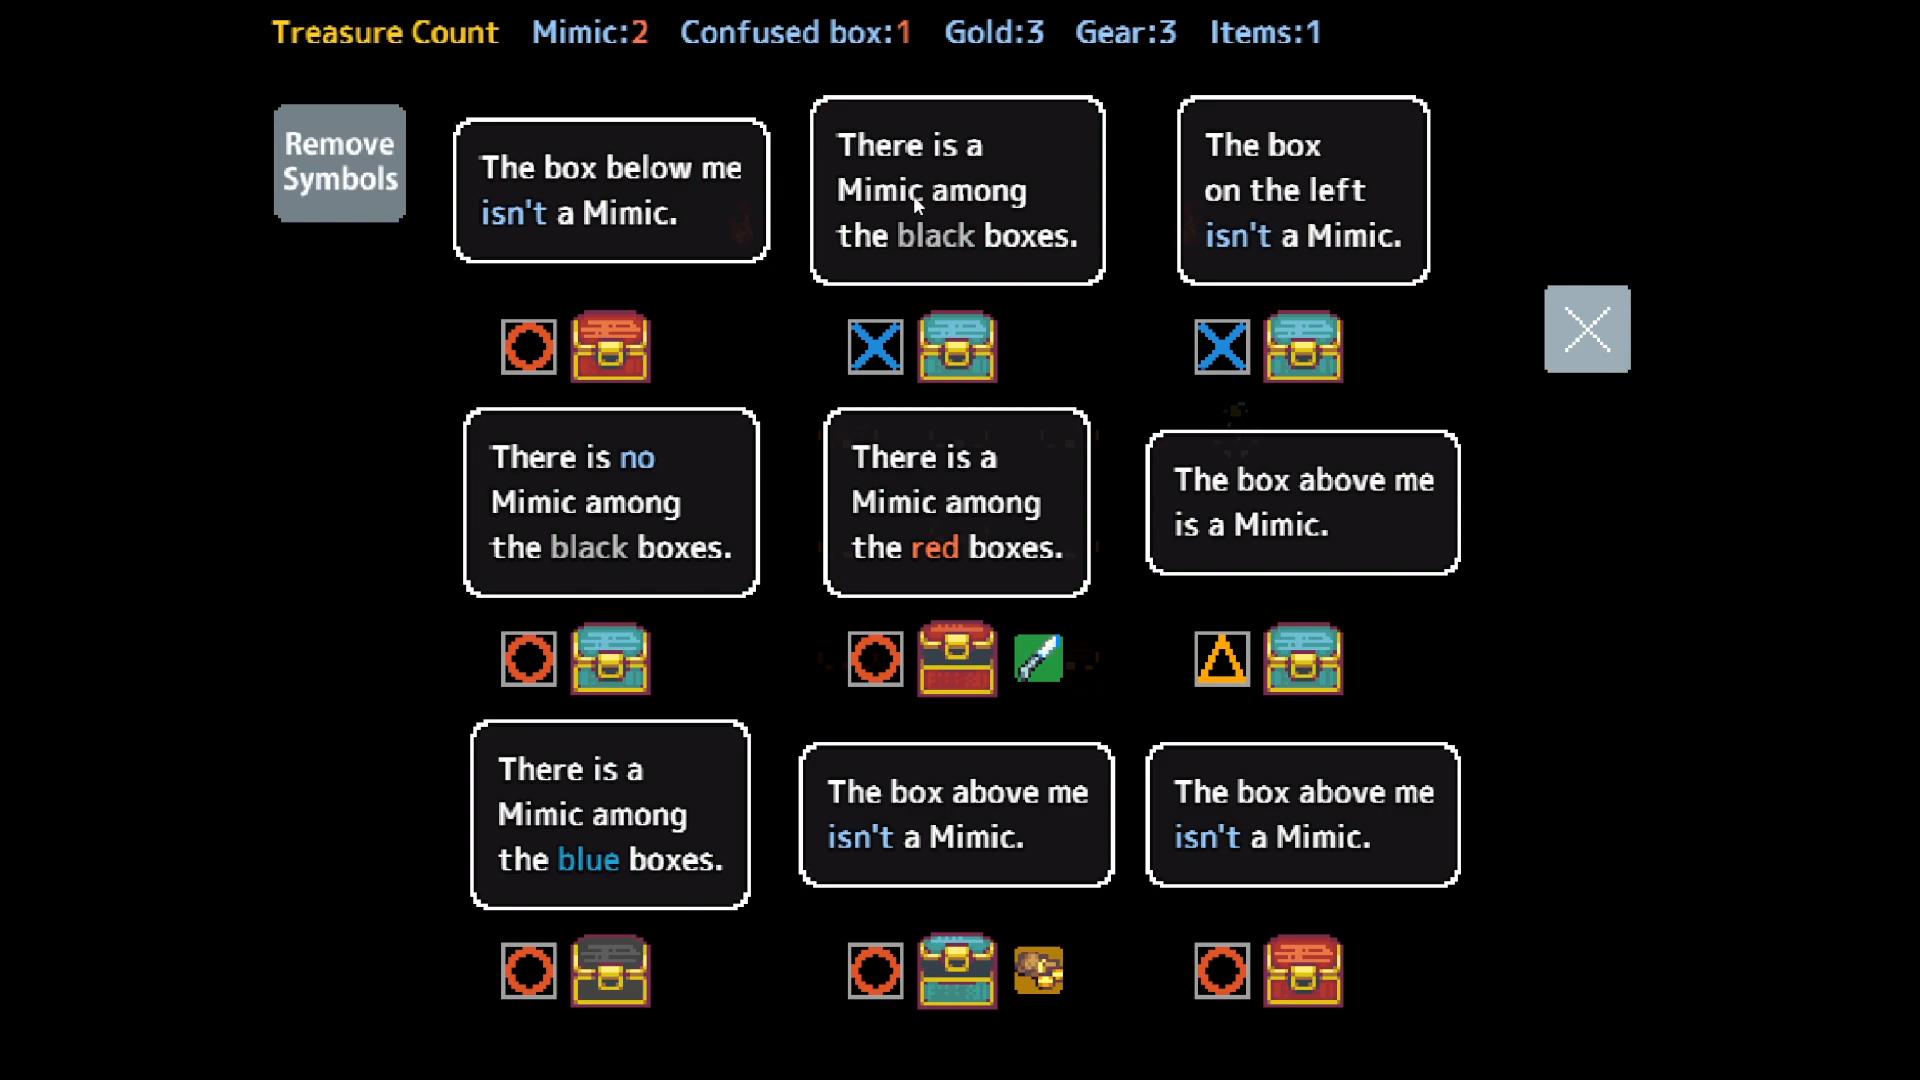 Treasure Count Mimic:2 Confused box:1 Gold:3 Gear:3 Items:1
Remove
Symbols
The box below me
isn't a Mimic.
There is a
Mimic among
the black boxes.
The box
on the left
isn't a Mimic.
There is no
Mimic among
the black boxes.
There is a
Mimic among
the red boxes.
The box above me
is a Mimic.
There is a
Mimic among
the blue boxes.
The box above me
isn't a Mimic.
The box above me
isn't a Mimic.